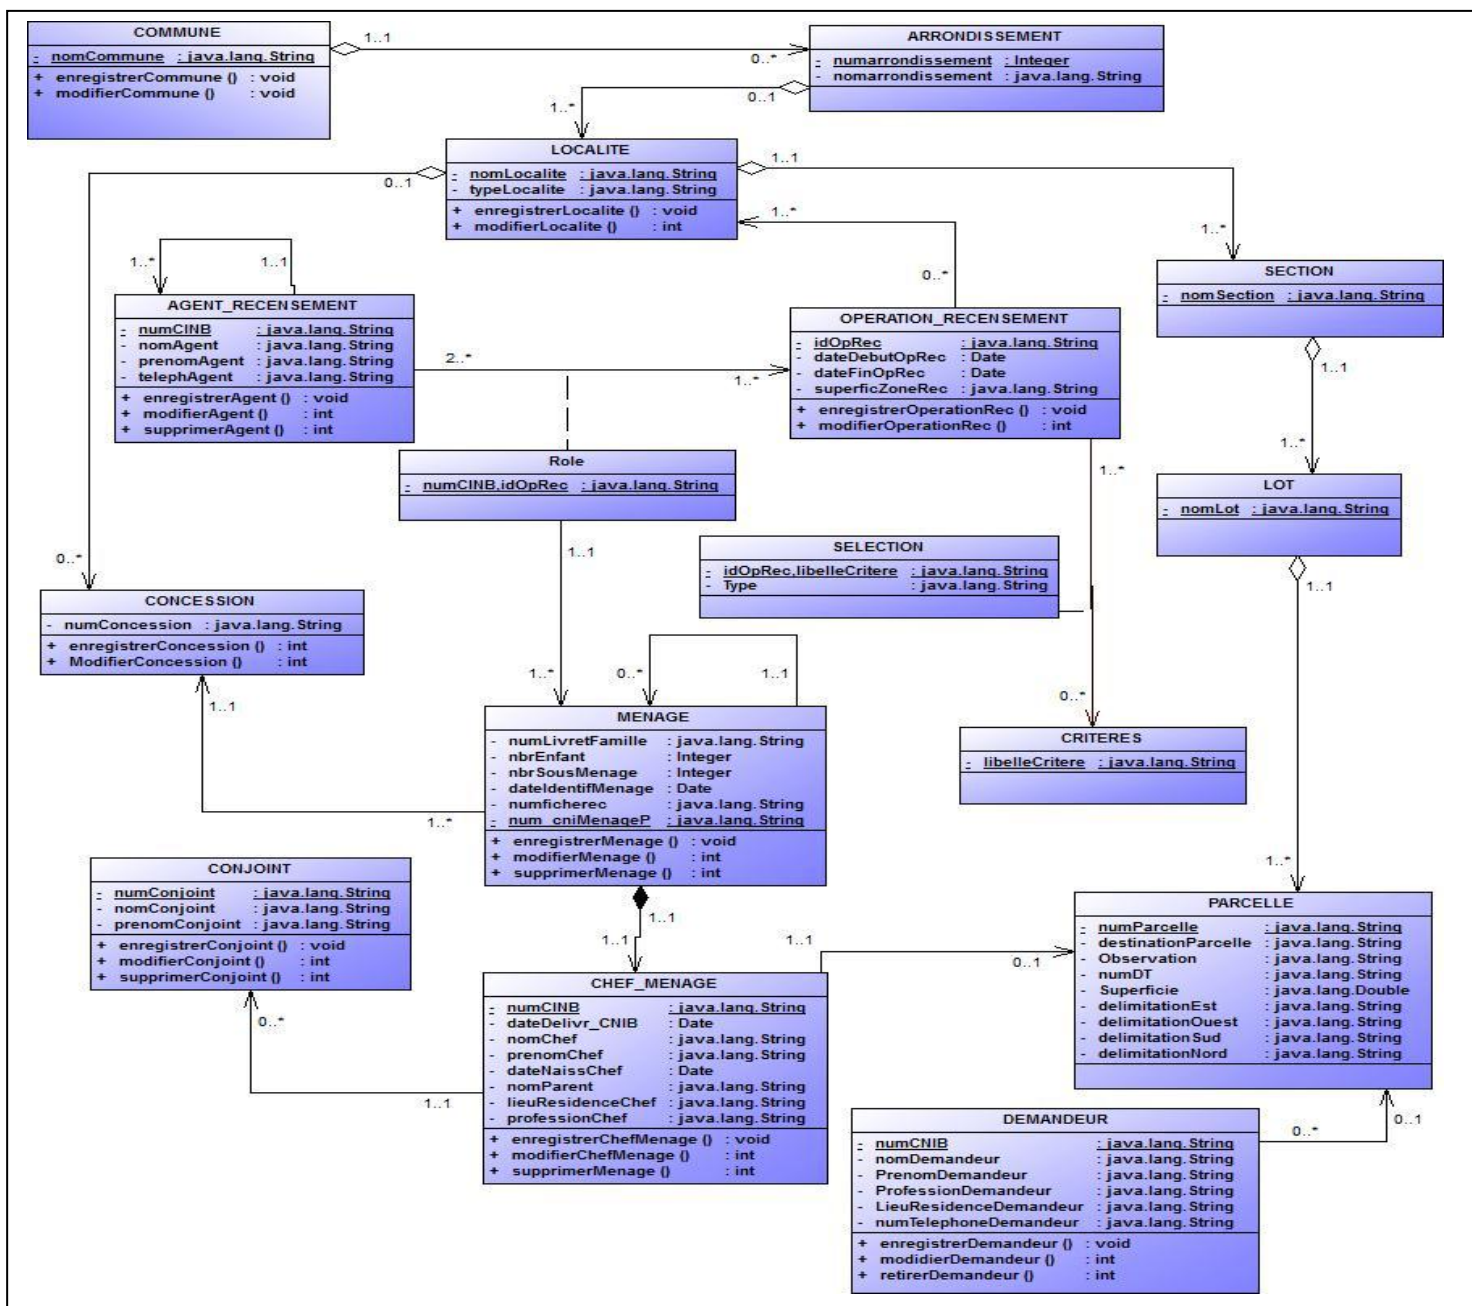 COMMUNE
- nomCommune : java.lang.String
+ enregistrerCommune () : void
+ modifierCommune () : void
1..1
0..*
ARRONDISSEMENT
- numarrondissement : Integer
- nomarrondissement : java.lang.String
0..1
1..*
LOCALITE
- nomLocalite : java.lang.String
- typeLocalite : java.lang.String
+ enregistrerLocalite () : void
+ modifierLocalite () : int
0..1
1..1
1..*
0..*
1..*
SECTION
- nomSection : java.lang.String
1..1
1..*
1..*
1..1
AGENT_RECENSEMENT
- numCINB : java.lang.String
- nomAgent : java.lang.String
- prenomAgent : java.lang.String
- telephAgent : java.lang.String
+ enregistrerAgent () : void
+ modifierAgent () : int
+ supprimerAgent () : int
2..*
1..*
OPERATION_RECENSEMENT
- idOpRec : java.lang.String
- dateDebutOpRec : Date
- dateFinOpRec : Date
- superficZoneRec : java.lang.String
+ enregistrerOperationRec () : void
+ modifierOperationRec () : int
1..*
LOT
- nomLot : java.lang.String
1..1
Role
- numCINB,idOpRec : java.lang.String
1..1
SELECTION
- idOpRec,libelleCritere : java.lang.String
- Type : java.lang.String
0..*
CONCESSION
- numConcession : java.lang.String
+ enregistrerConcession () : int
+ ModifierConcession () : int
1..1
1..*
0..*
1..1
0..*
MENAGE
- numLivretFamille : java.lang.String
- nbrEnfant : Integer
- nbrSousMenage : Integer
- dateIdentifMenage : Date
- numficherec : java.lang.String
- num_cniMenageP : java.lang.String
+ enregistrerMenage () : void
+ modifierMenage () : int
+ supprimerMenage () : int
1..*
1..1
1..1
CRITERES
- libelleCritere : java.lang.String
1..*
CONJOINT
- numConjoint : java.lang.String
- nomConjoint : java.lang.String
- prenomConjoint : java.lang.String
+ enregistrerConjoint () : void
+ modifierConjoint () : int
+ supprimerConjoint () : int
0..*
1..1
CHEF_MENAGE
- numCINB : java.lang.String
- dateDelivr_CNIB : Date
- nomChef : java.lang.String
- prenomChef : java.lang.String
- dateNaissChef : Date
- nomParent : java.lang.String
- lieuResidenceChef : java.lang.String
- professionChef : java.lang.String
+ enregistrerChefMenage () : void
+ modifierChefMenage () : int
+ supprimerMenage () : int
1..1
0..1
PARCELLE
- numParcelle : java.lang.String
- destinationParcelle : java.lang.String
- Observation : java.lang.String
- numDT : java.lang.String
- Superficie : java.lang.Double
- delimitationEst : java.lang.String
- delimitationOuest : java.lang.String
- delimitationSud : java.lang.String
- delimitationNord : java.lang.String
0..*
0..1
DEMANDEUR
- numCNIB : java.lang.String
- nomDemandeur : java.lang.String
- PrenomDemandeur : java.lang.String
- ProfessionDemandeur : java.lang.String
- LieuResidenceDemandeur : java.lang.String
- numTelephoneDemandeur : java.lang.String
+ enregistrerDemandeur () : void
+ modidierDemandeur () : int
+ retirerDemandeur () : int